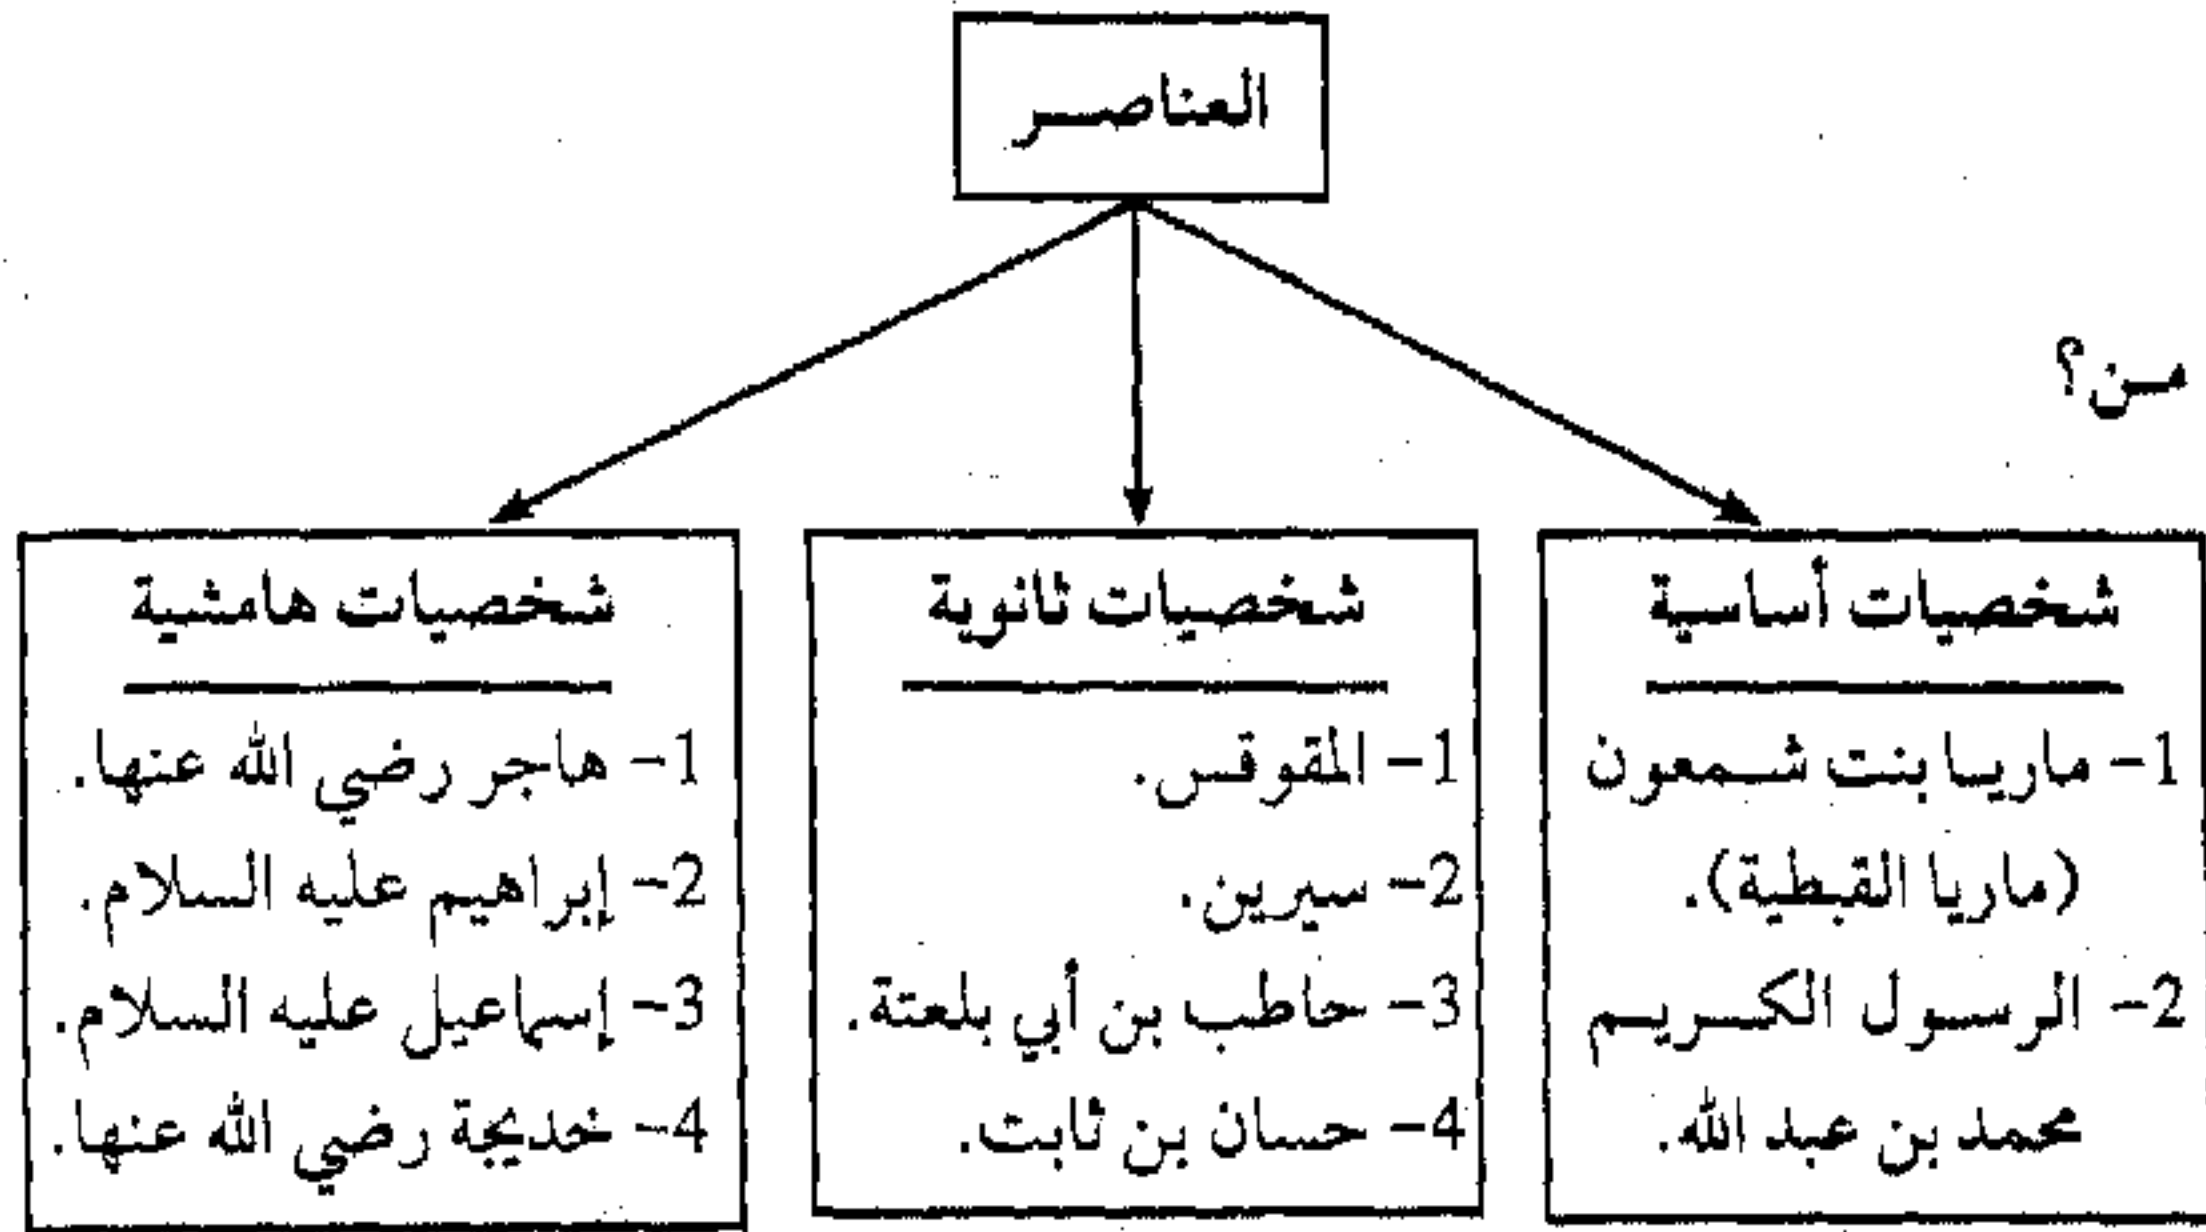 العناصر
من؟
شخصيات أساسية
1- ماريا بنت شمعون
(ماريا القبطية).
2- الرسول الكريم
محمد بن عبد الله.
شخصيات ثانوية
1- المقوقس.
2- سيرين.
3- حاطب بن أبي بلعتة.
4- حسان بن ثابت.
شخصيات هامشية
1- هاجر رضي الله عنها.
2- إبراهيم عليه السلام.
3- إسماعيل عليه السلام.
4- خديجة رضي الله عنها.